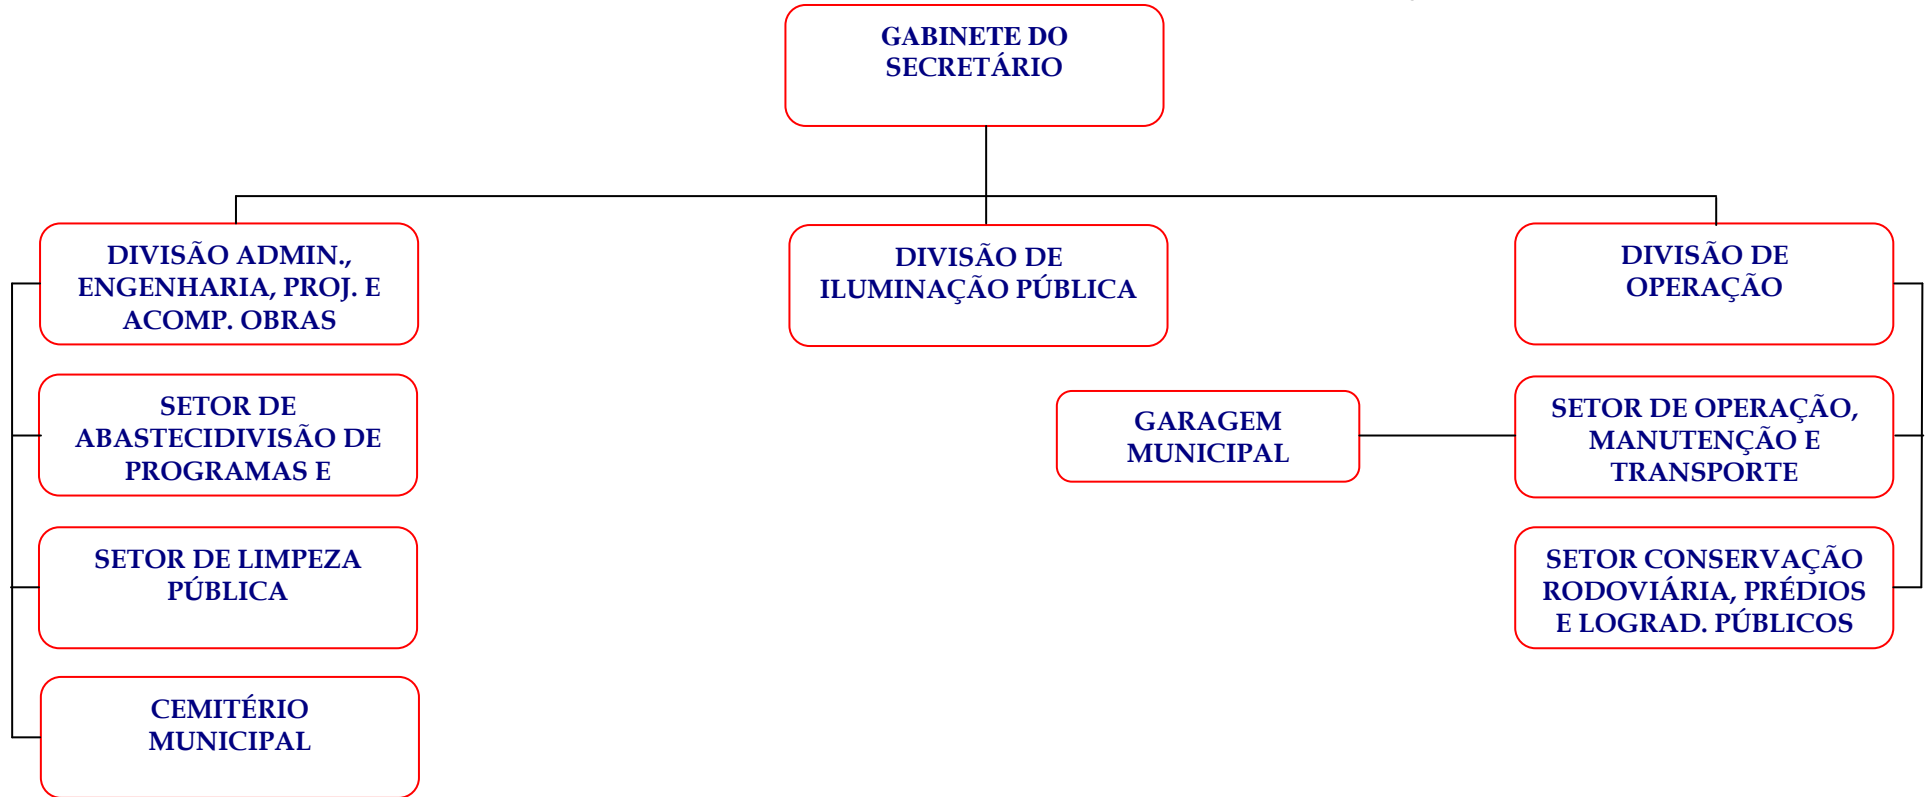 GABINETE DO
SECRETÁRIO
DIVISÃO ADMIN.,
ENGENHARIA, PROJ. E
ACOMP. OBRAS
DIVISÃO DE
ILUMINAÇÃO PÚBLICA
DIVISÃO DE
OPERAÇÃO
SETOR DE
ABASTECIDIVISÃO DE
PROGRAMAS E
GARAGEM
MUNICIPAL
SETOR DE OPERAÇÃO,
MANUTENÇÃO E
TRANSPORTE
SETOR DE LIMPEZA
PÚBLICA
SETOR CONSERVAÇÃO
RODOVIÁRIA, PRÉDIOS
E LOGRAD. PÚBLICOS
CEMITÉRIO
MUNICIPAL